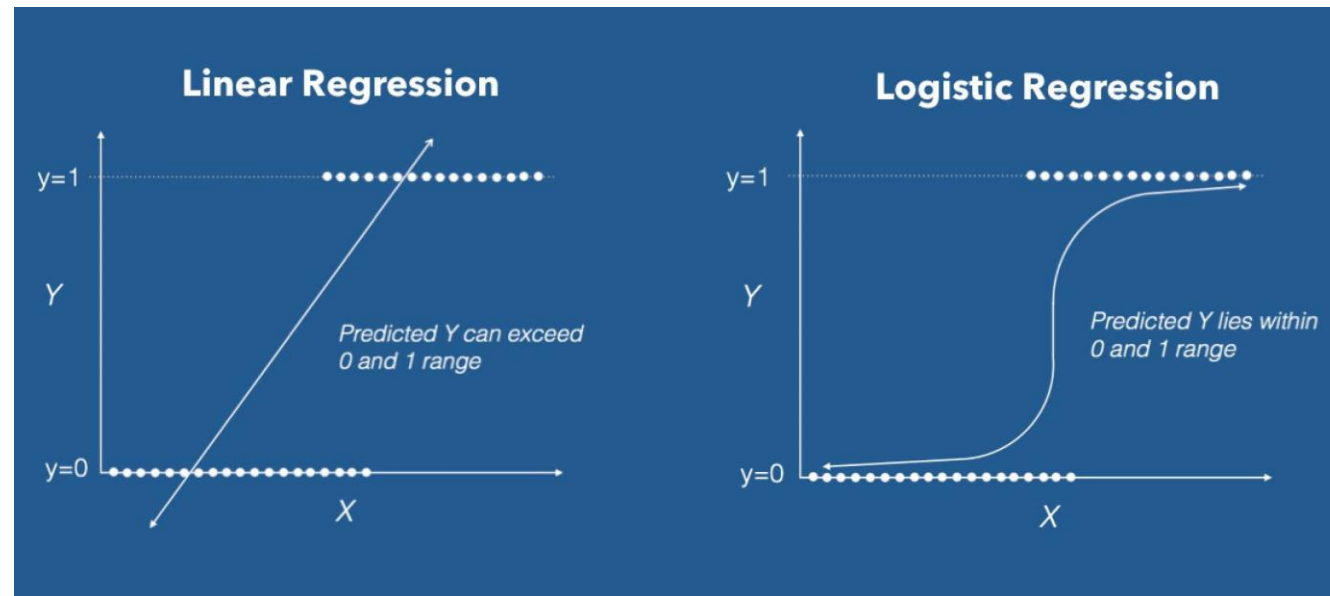 Linear Regression
y=1
Y
Predicted Y can exceed
0 and 1 range
y=0
X
Logistic Regression
y=1
Y
Predicted Y lies within
0 and 1 range
y=0
X